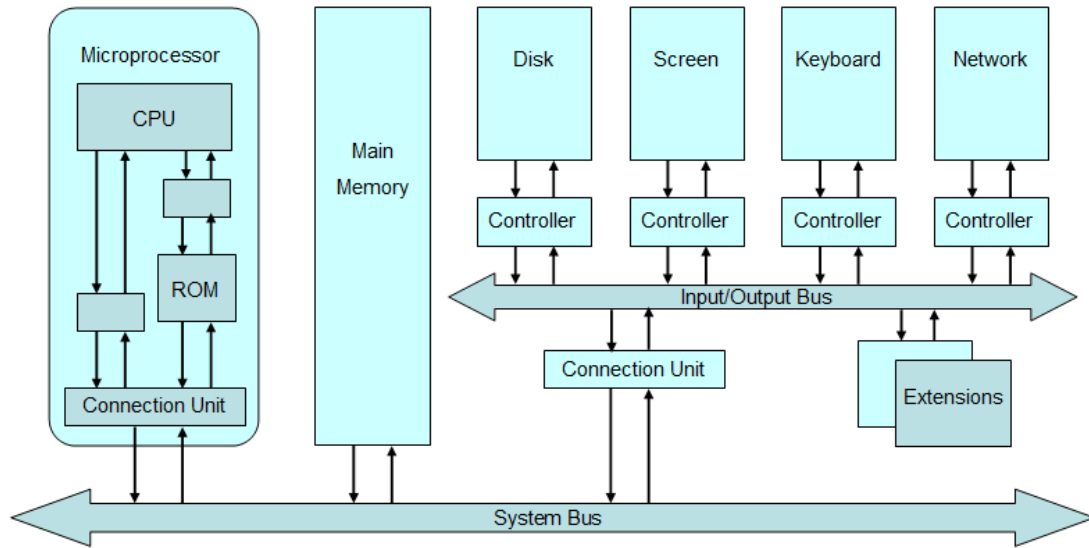 Microprocessor
CPU
ROM
Connection Unit
Main
Memory
Disk
Screen
Keyboard
Network
Controller
Controller
Controller
Controller
Input/Output Bus
Connection Unit
Extensions
System Bus